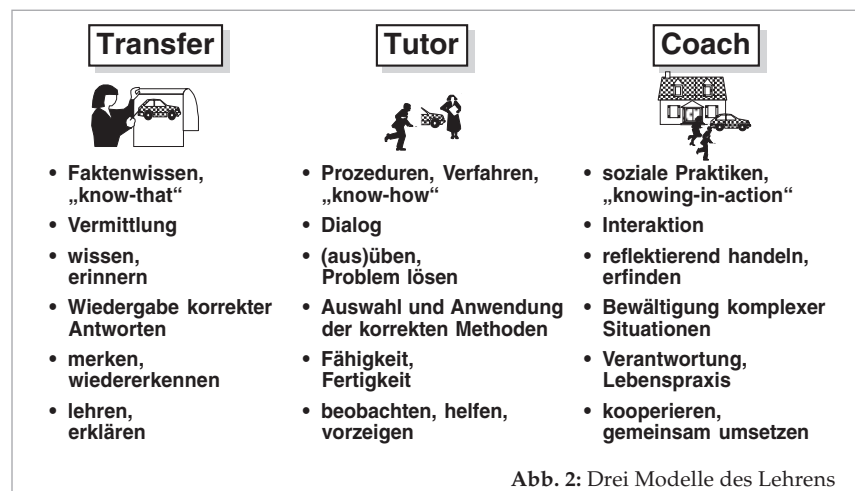 Transfer
Faktenwissen,
„know-that“
Vermittlung
wissen,
erinnern
Wiedergabe korrekter
Antworten
merken,
wiedererkennen
lehren,
erklären
Tutor
Prozeduren, Verfahren,
„know-how“
Dialog
(aus)üben,
Problem lösen
Auswahl und Anwendung
der korrekten Methoden
Fähigkeit,
Fertigkeit
beobachten, helfen,
vorzeigen
Coach
soziale Praktiken,
„knowing-in-action“
Interaktion
reflektierend handeln,
erfinden
Bewältigung komplexer
Situationen
Verantwortung,
Lebenspraxis
kooperieren,
gemeinsam umsetzen
Abb. 2: Drei Modelle des Lehrens